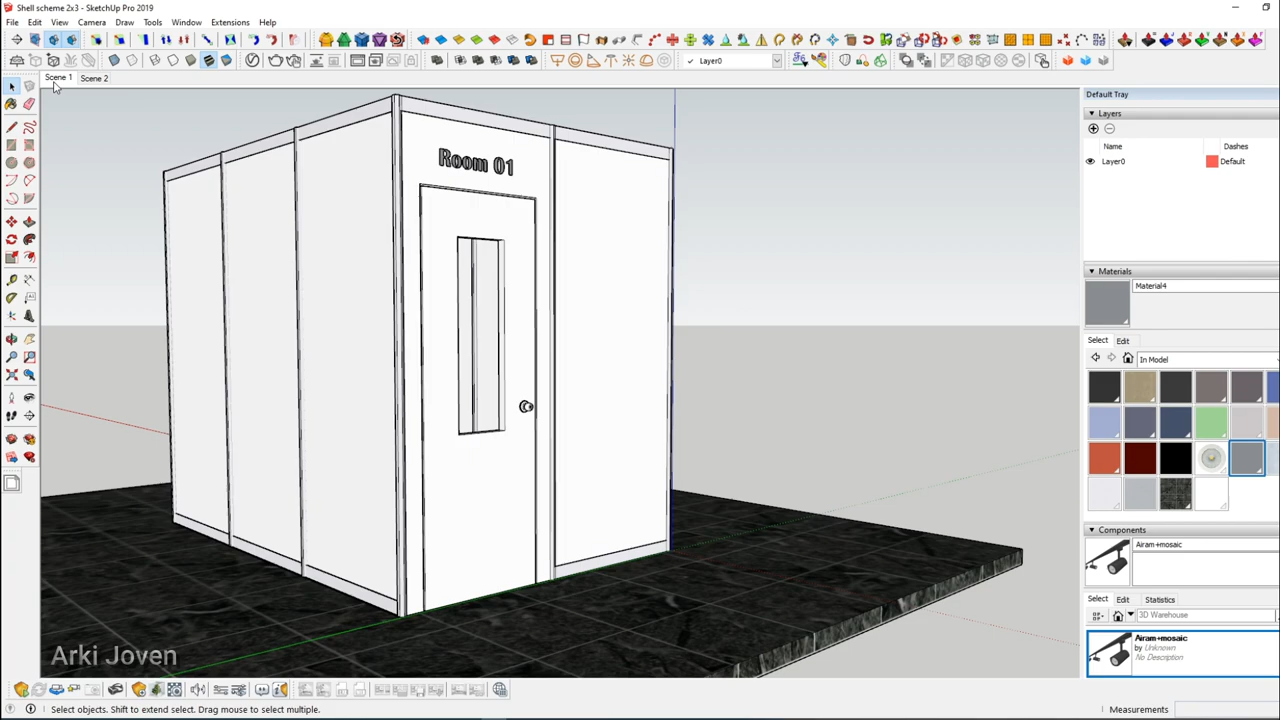 Shell scheme 2x3 - SketchUp Pro 2019
File Edit View Camera Draw Tools Window Extensions Help
Layer0
Scene 1 Scene 2
Default Tray
Layers
Name Dashes
Layer0 Default
Materials
Material4
Select Edit
In Model
Components
Airam+mosaic
Select Edit Statistics
3D Warehouse
Airam+mosaic
by Unknown
No Description
Room 01
Arki Joven
Select objects. Shift to extend select. Drag mouse to select multiple.
Measurements